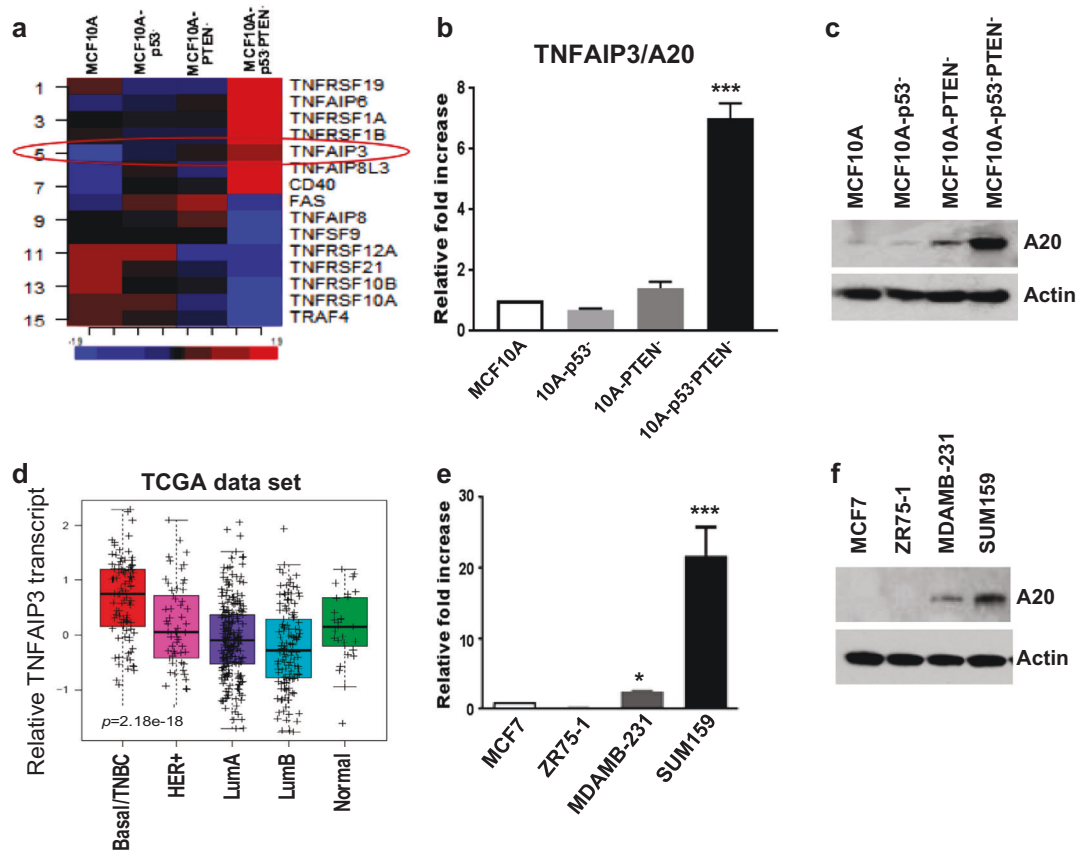 a
MCF10A
MCF10A-p53-
MCF10A-PTEN-
MCF10A-p53-PTEN-
1
3
5
7
9
11
13
15
TNFRSF19
TNFAIP6
TNFRSF1A
TNFRSF1B
TNFAIP3
TNFAIP8L3
CD40
FAS
TNFAIP8
TNFSF9
TNFRSF12A
TNFRSF21
TNFRSF10B
TNFRSF10A
TRAF4
-1.9
1.9
b
TNFAIP3/A20
Relative fold increase
8
6
4
2
0
***
MCF10A
10A-p53-
10A-PTEN-
10A-p53-PTEN-
c
MCF10A
MCF10A-p53-
MCF10A-PTEN-
MCF10A-p53-PTEN-
A20
Actin
d
TCGA data set
Relative TNFAIP3 transcript
2
1
0
-1
p=2.18e-18
Basal/TNBC
HER+
LumA
LumB
Normal
e
Relative fold increase
30
20
10
0
*
***
MCF7
ZR75-1
MDAMB-231
SUM159
f
MCF7
ZR75-1
MDAMB-231
SUM159
A20
Actin